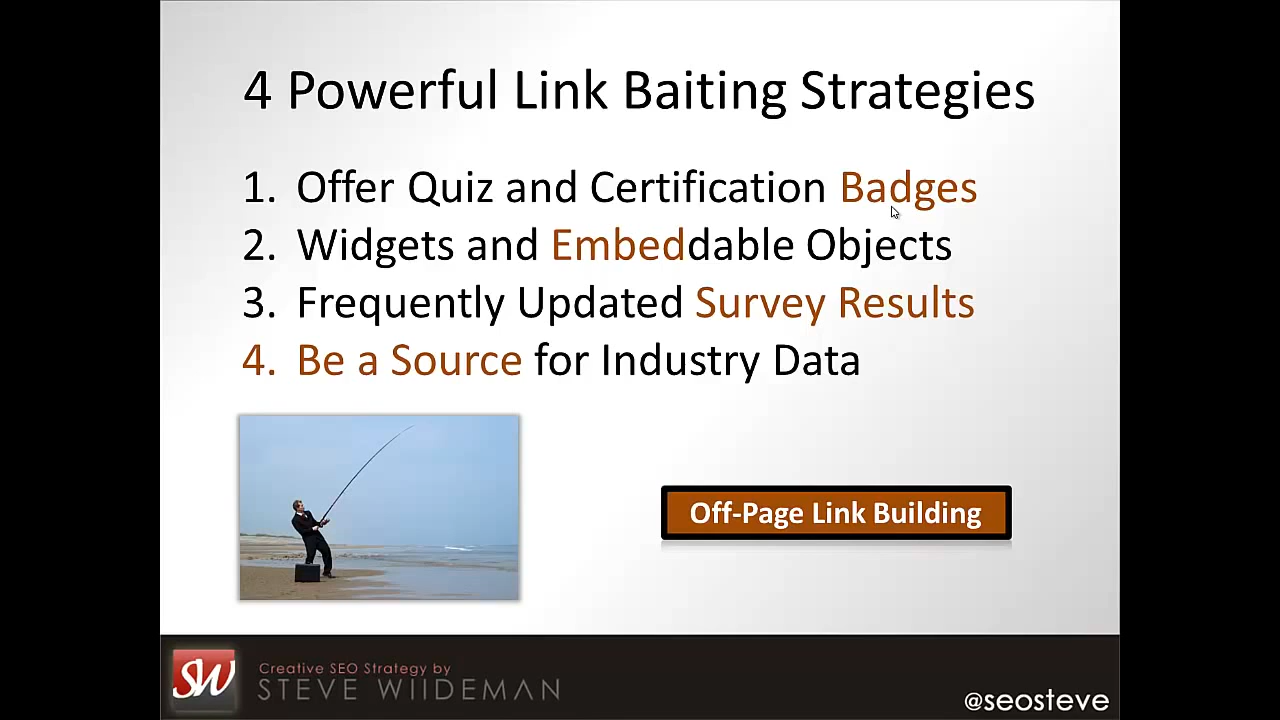 4 Powerful Link Baiting Strategies
1. Offer Quiz and Certification Badges
2. Widgets and Embeddable Objects
3. Frequently Updated Survey Results
4. Be a Source for Industry Data
Off-Page Link Building
SW
Creative SEO Strategy by
STEVE WIIDEMAN
@seosteve